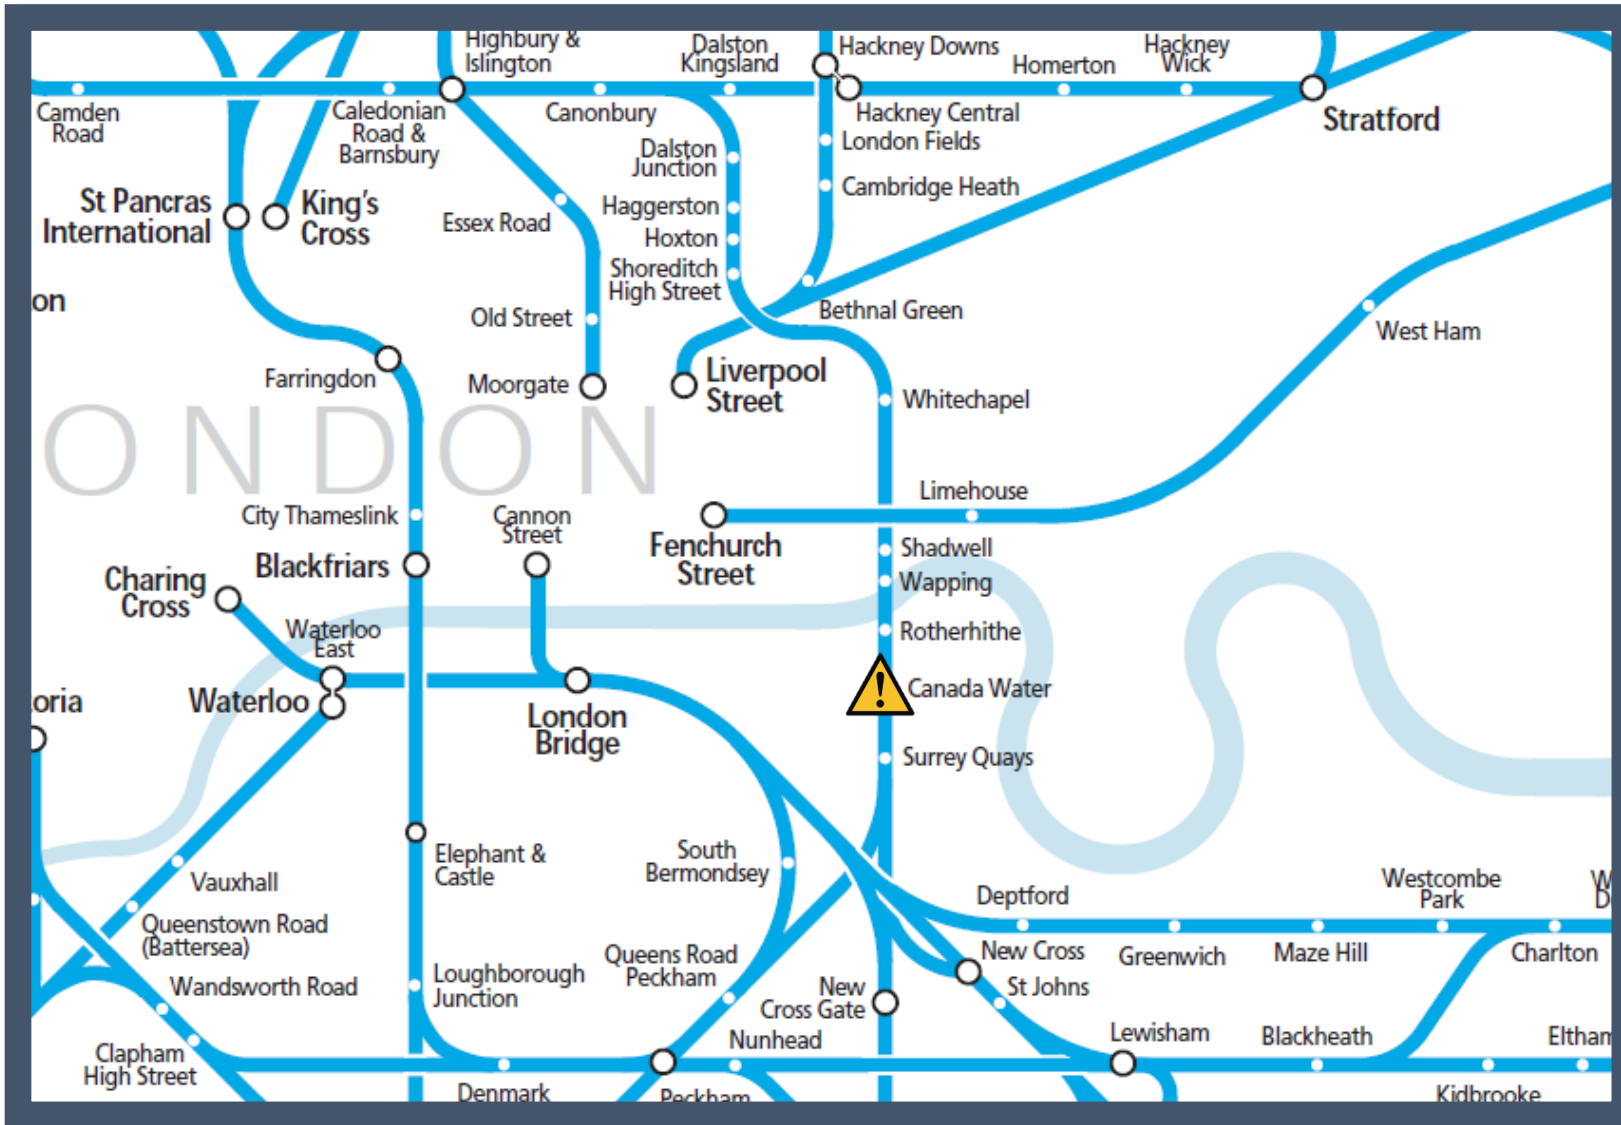 Highbury &
Islington
Dalston
Kingsland
Hackney Downs
Homerton
Hackney
Wick
Camden
Road
Caledonian
Road &
Barnsbury
Canonbury
Hackney Central
Stratford
London Fields
Dalston
Junction
Cambridge Heath
St Pancras
International
King's
Cross
Essex Road
Haggerston
Hoxton
Shoreditch
High Street
on
Old Street
Bethnal Green
West Ham
Farringdon
Moorgate
Liverpool
Street
Whitechapel
ONDON
City Thameslink
Cannon
Street
Limehouse
Fenchurch
Street
Shadwell
Blackfriars
Charing
Cross
Wapping
Waterloo
East
Rotherhithe
oria
Waterloo
London
Bridge
!
Canada Water
Surrey Quays
Elephant &
Castle
South
Bermondsey
Vauxhall
Deptford
Westcombe
Park
W
D
Queenstown Road
(Battersea)
Queens Road
Peckham
New Cross
Greenwich
Maze Hill
Charlton
Wandsworth Road
Loughborough
Junction
New
Cross Gate
St Johns
Clapham
High Street
Nunhead
Lewisham
Blackheath
Eltham
Denmark
Peckham
Kidbrooke